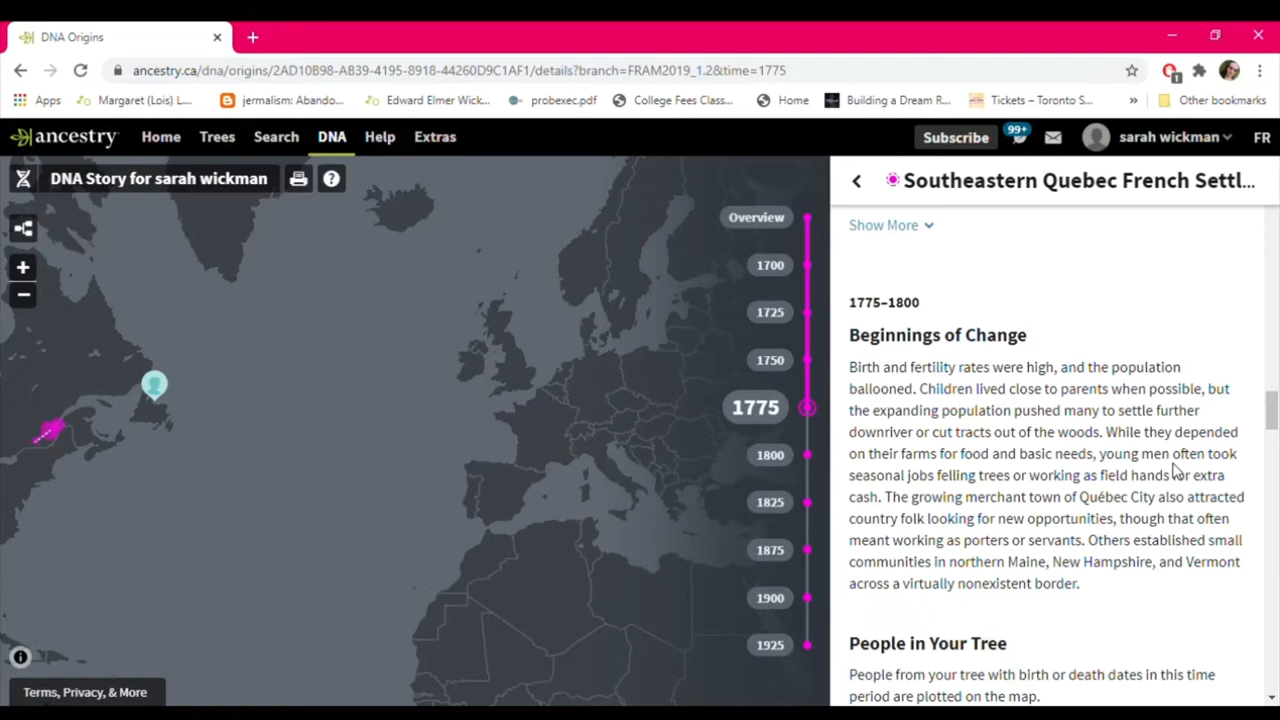 DNA Origins
ancestry.ca/dna/origins/2AD10B98-AB39-4195-8918-44260D9C1AF1/details?branch=FRAM2019_1.2&time=1775
1
Apps
Margaret (Lois) L...
jermalism: Abando...
Edward Elmer Wick...
probexec.pdf
College Fees Class...
Home
Building a Dream R...
Tickets – Toronto S...
»
Other bookmarks
ancestry
Home
Trees
Search
DNA
Help
Extras
Subscribe
99+
sarah wickman
FR
DNA Story for sarah wickman
?
+
−
Overview
1700
1725
1750
1775
1800
1825
1875
1900
1925
Terms, Privacy, & More
Southeastern Quebec French Settl...
Show More
1775–1800
Beginnings of Change
Birth and fertility rates were high, and the population
ballooned. Children lived close to parents when possible, but
the expanding population pushed many to settle further
downriver or cut tracts out of the woods. While they depended
on their farms for food and basic needs, young men often took
seasonal jobs felling trees or working as field hands for extra
cash. The growing merchant town of Québec City also attracted
country folk looking for new opportunities, though that often
meant working as porters or servants. Others established small
communities in northern Maine, New Hampshire, and Vermont
across a virtually nonexistent border.
People in Your Tree
People from your tree with birth or death dates in this time
period are plotted on the map.